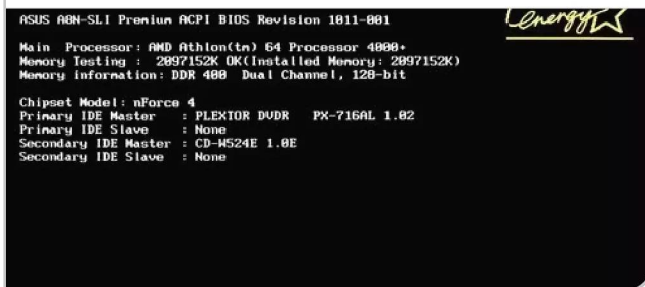 ASUS A8N-SLI Premium ACPI BIOS Revision 1011-001
energy
Main Processor: AMD Athlon(tm) 64 Processor 4000+
Memory Testing : 2097152K OK(Installed Memory: 2097152K)
Memory information: DDR 400 Dual Channel, 128-bit
Chipset Model: nForce 4
Primary IDE Master : PLEXTOR DVDR PX-716AL 1.02
Primary IDE Slave : None
Secondary IDE Master : CD-W524E 1.0E
Secondary IDE Slave : None